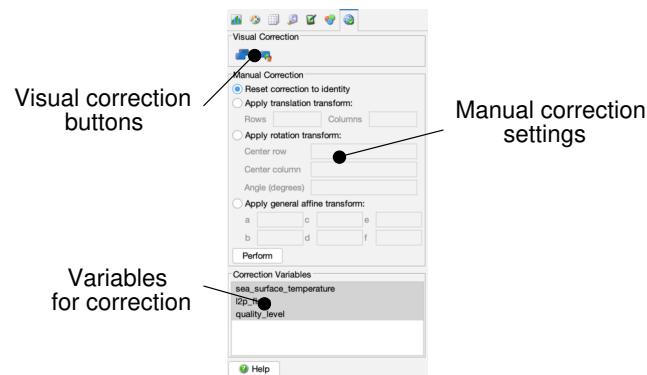 Visual Correction
Visual correction
buttons
Manual Correction
Reset correction to identity
Apply translation transform:
Rows Columns
Apply rotation transform:
Center row
Center column
Angle (degrees)
Manual correction
settings
Apply general affine transform:
a c e
b d f
Perform
Correction Variables
sea_surface_temperature
quality_level
Variables
for correction
Help